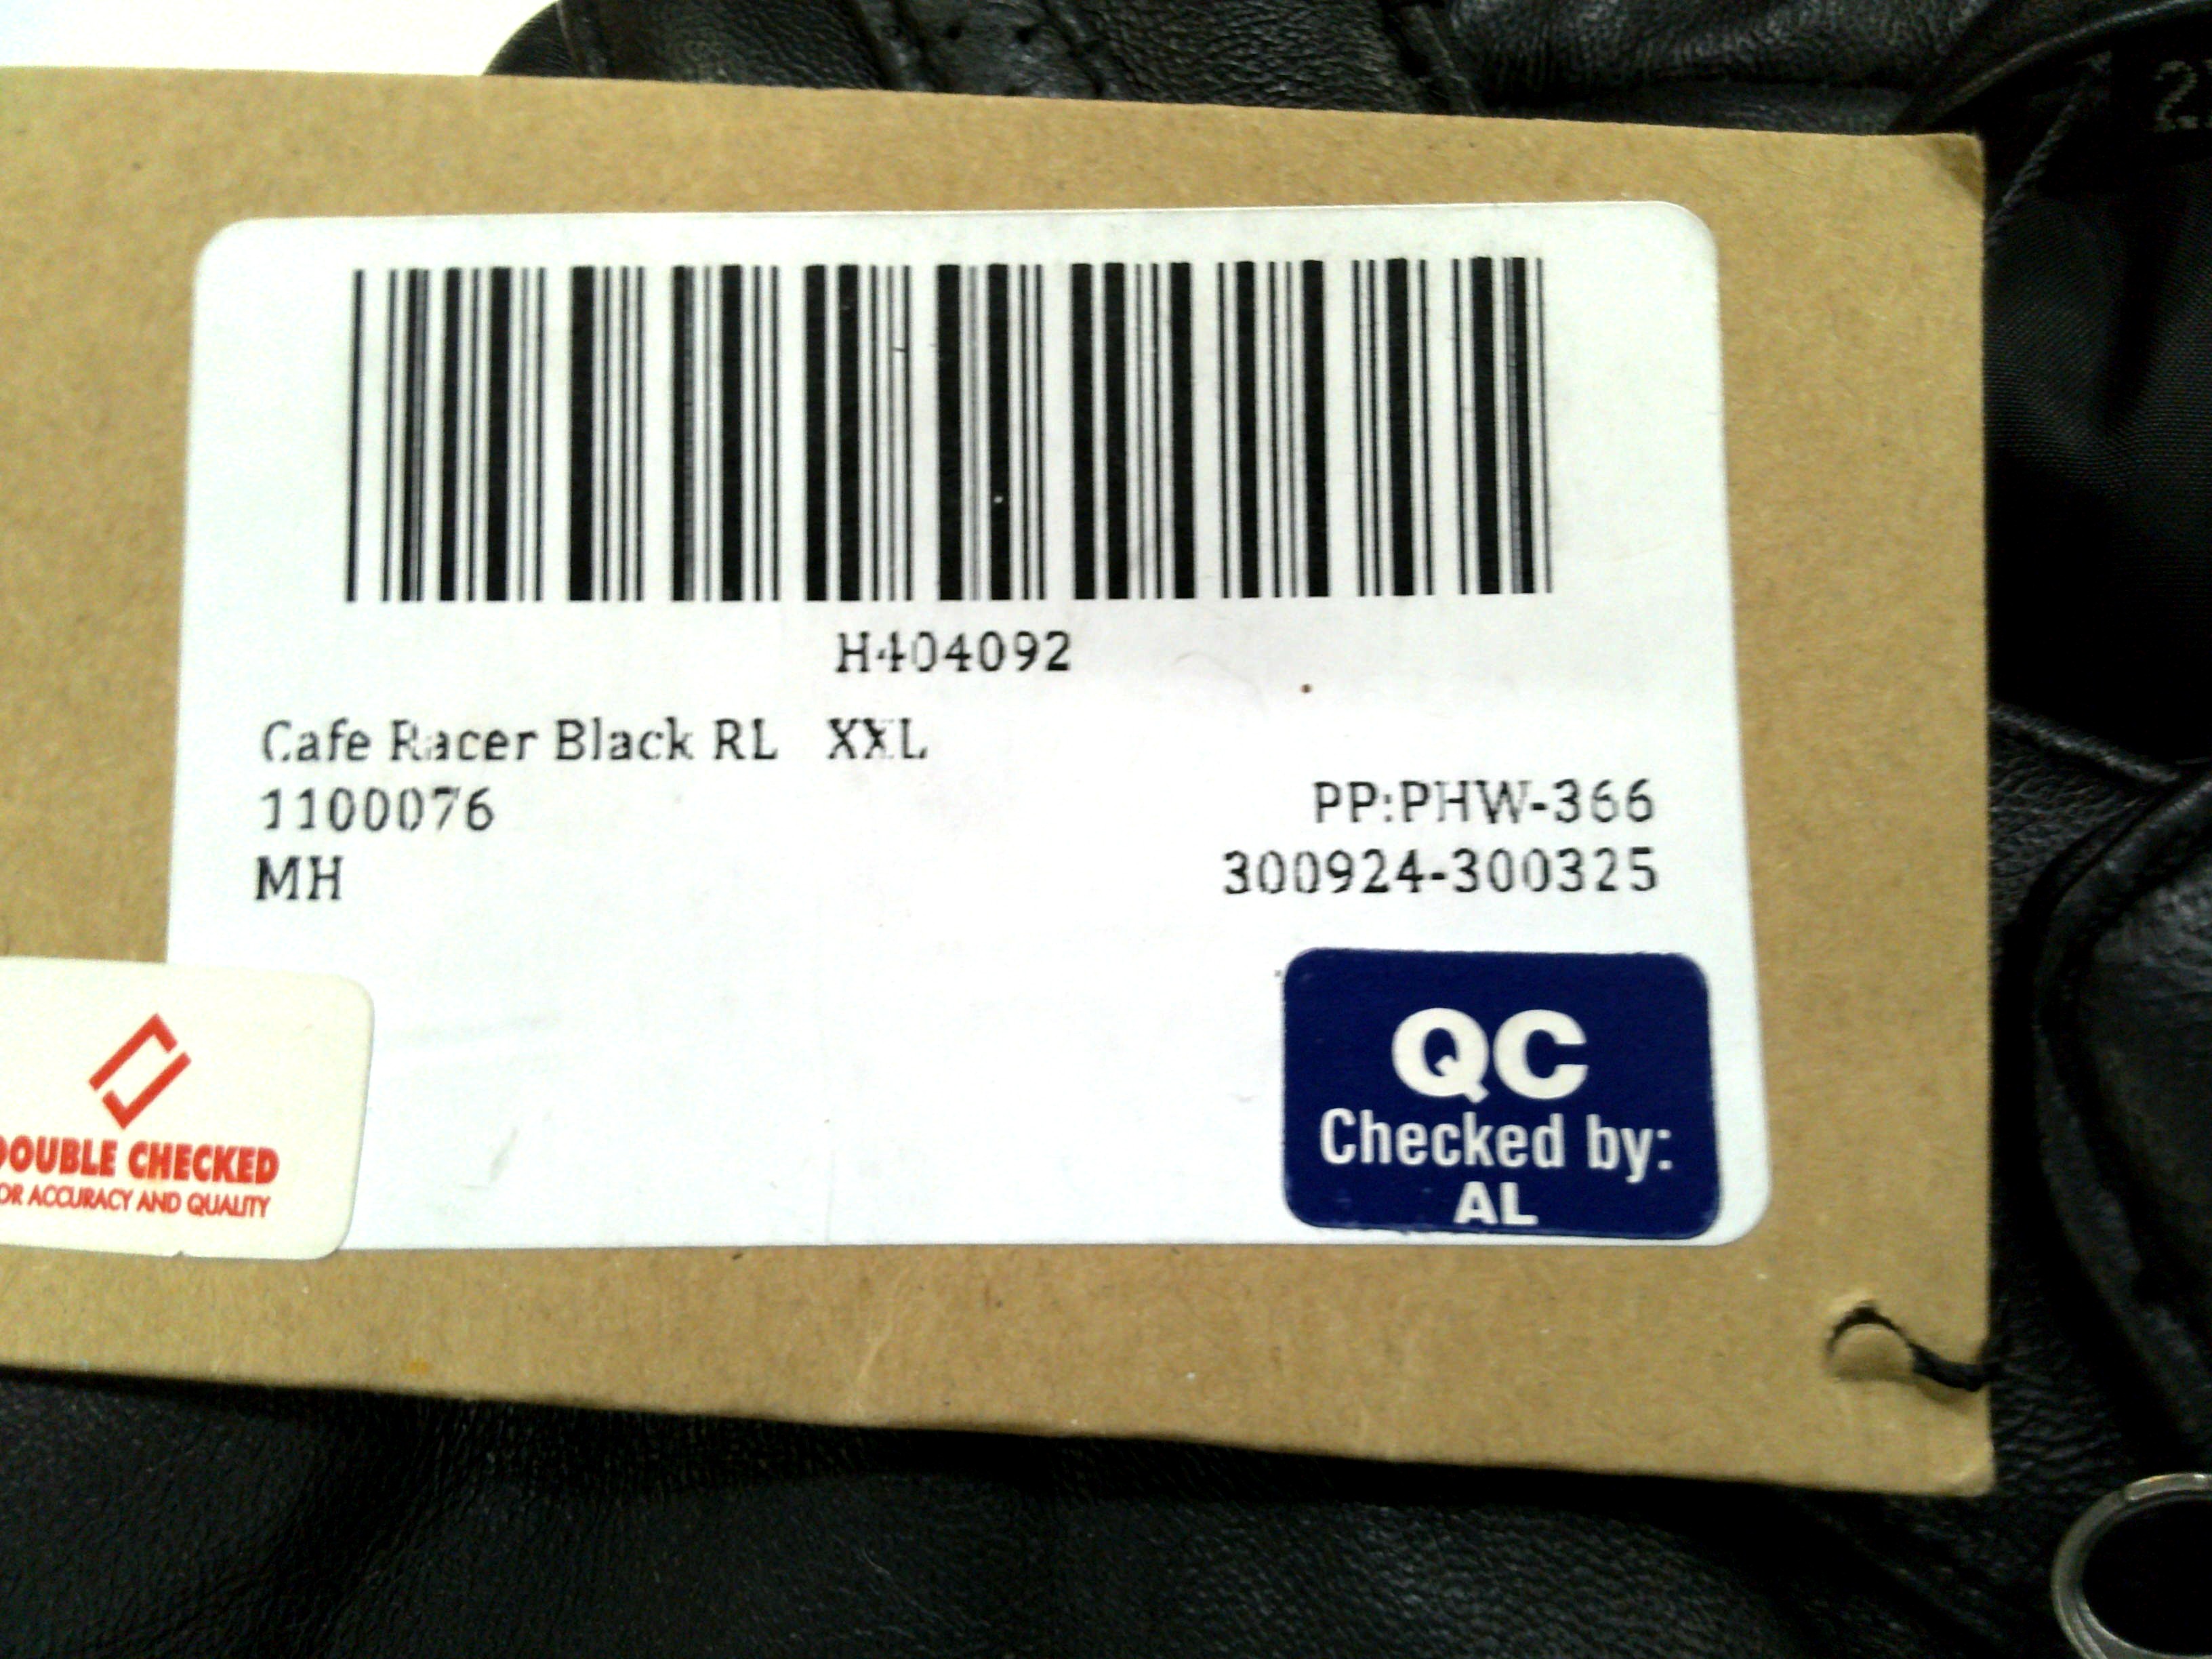 H404092
Cafe Racer Black RL XXL
1100076
PP:PHW-366
MH
300924-300325
QC
Checked by:
AL
DOUBLE CHECKED
OR ACCURACY AND QUALITY
2